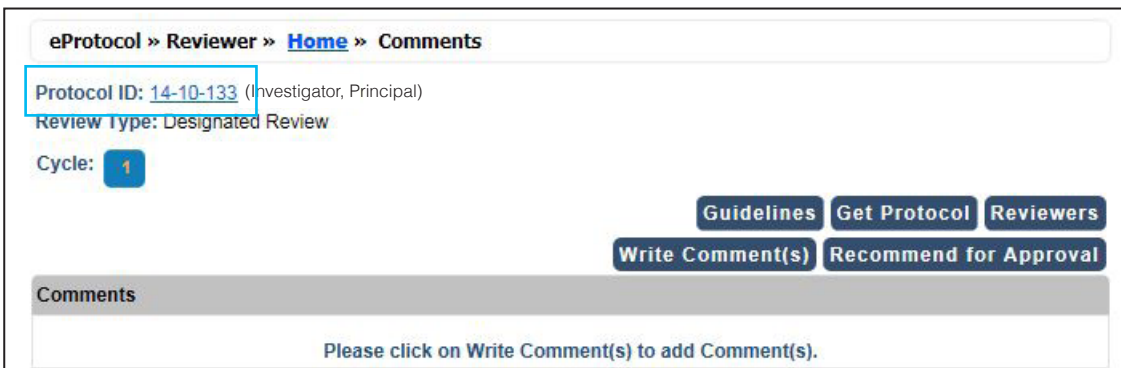 eProtocol » Reviewer » Home » Comments
Protocol ID: 14-10-133 (Investigator, Principal)
Review Type: Designated Review
Cycle: 1
Guidelines Get Protocol Reviewers
Write Comment(s) Recommend for Approval
Comments
Please click on Write Comment(s) to add Comment(s).